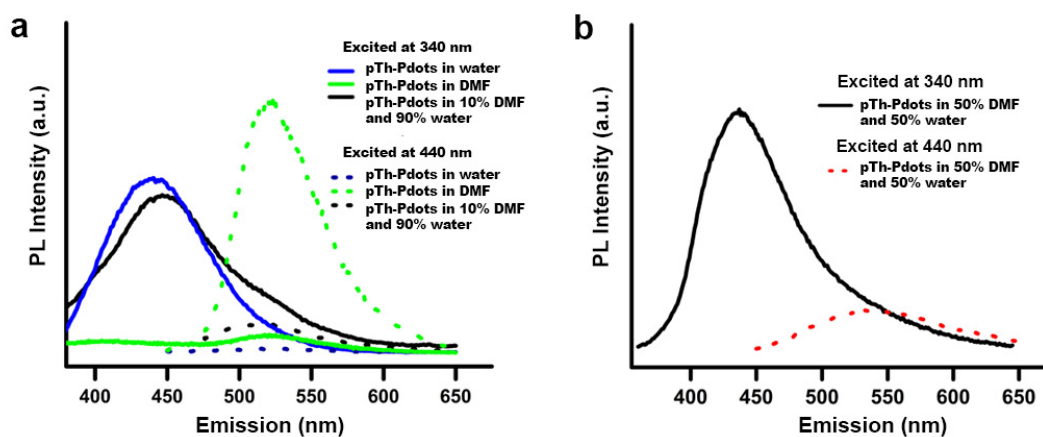 a
PL Intensity (a.u.)
Excited at 340 nm
pTh-Pdots in water
pTh-Pdots in DMF
pTh-Pdots in 10% DMF
and 90% water
Excited at 440 nm
pTh-Pdots in water
pTh-Pdots in DMF
pTh-Pdots in 10% DMF
and 90% water
400 450 500 550 600 650
Emission (nm)
b
PL Intensity (a.u.)
Excited at 340 nm
pTh-Pdots in 50% DMF
and 50% water
Excited at 440 nm
pTh-Pdots in 50% DMF
and 50% water
400 450 500 550 600 650
Emission (nm)